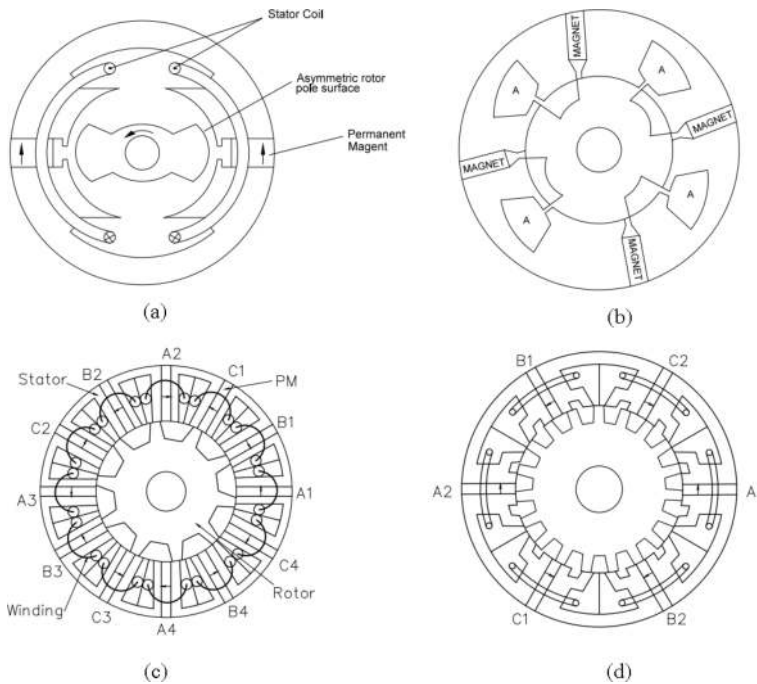 Stator Coil
Asymmetric rotor
pole surface
Permanent
Magent
(a)
MAGNET
A
A
MAGNET
MAGNET
A
A
MAGNET
(b)
A2
B2
C1
Stator
PM
C2
B1
A3
A1
B3
C4
Winding
Rotor
C3
B4
A4
(c)
B1
C2
A2
A
C1
B2
(d)